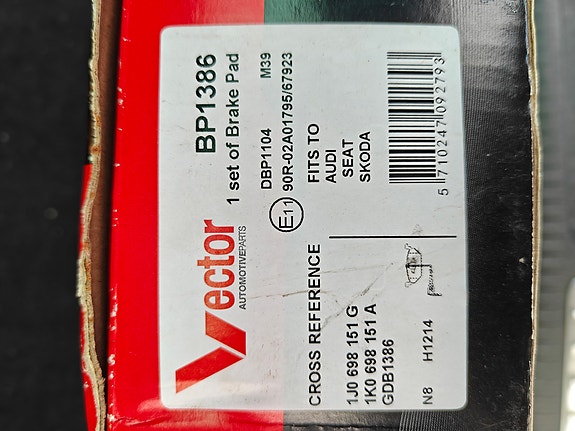 Vector
AUTOMOTIVEPARTS
BP1386
1 set of Brake Pad
DBP1104 M39
E11 90R-02A01795/67923
CROSS REFERENCE
1J0 698 151 G
1K0 698 151 A
GDB1386
FITS TO
AUDI
SEAT
SKODA
N8 H1214
5 710247 092793